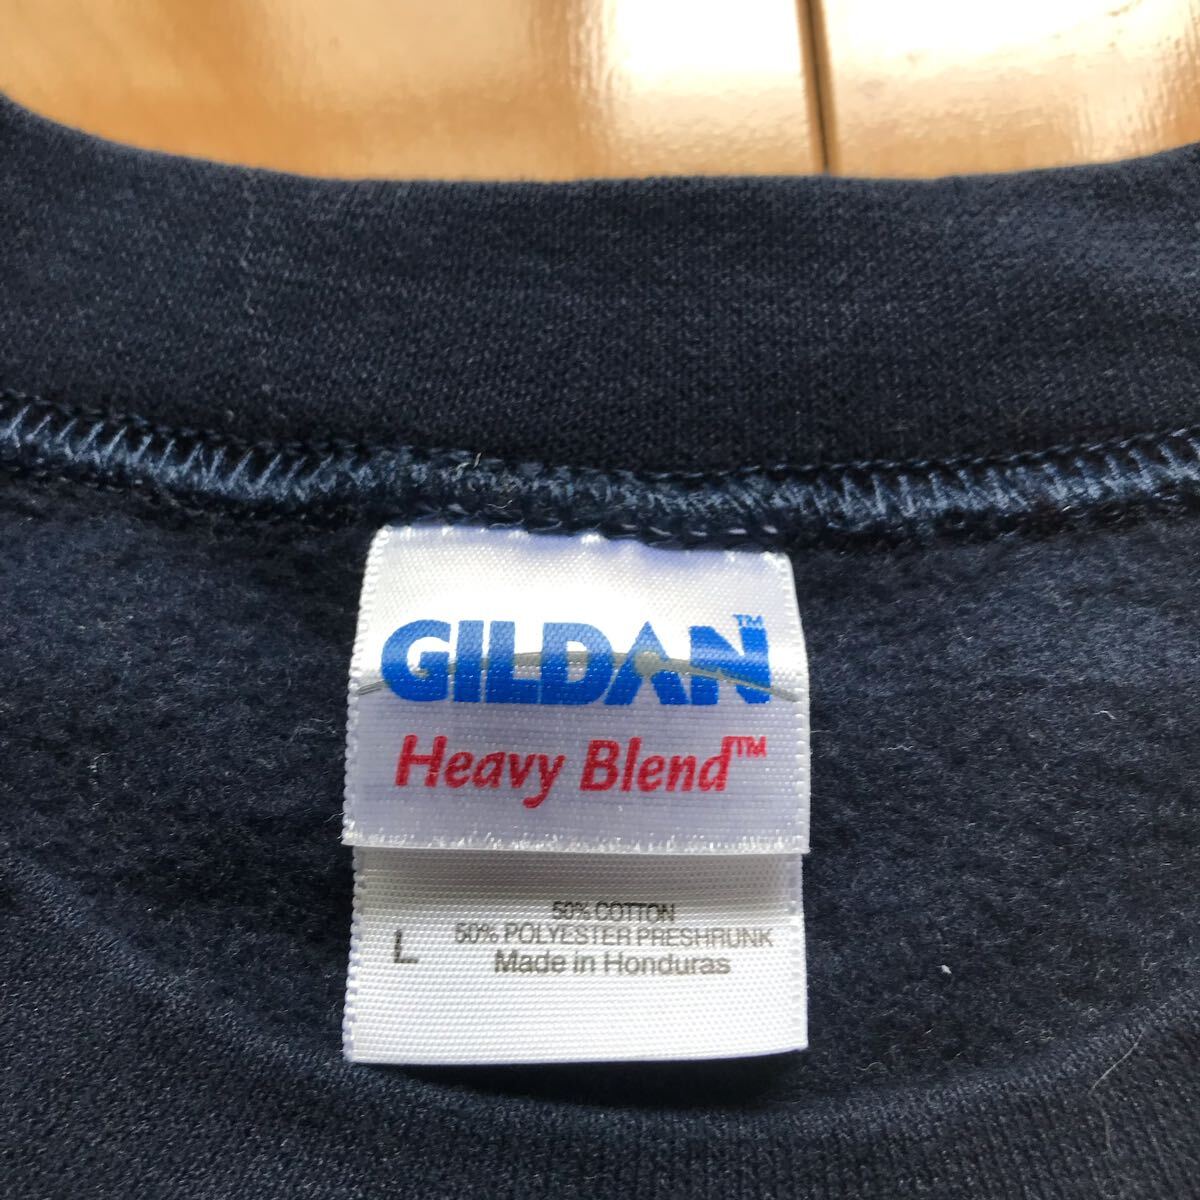 GILDAN™
Heavy Blend™
50% COTTON
50% POLYESTER PRESHRUNK
L
Made in Honduras